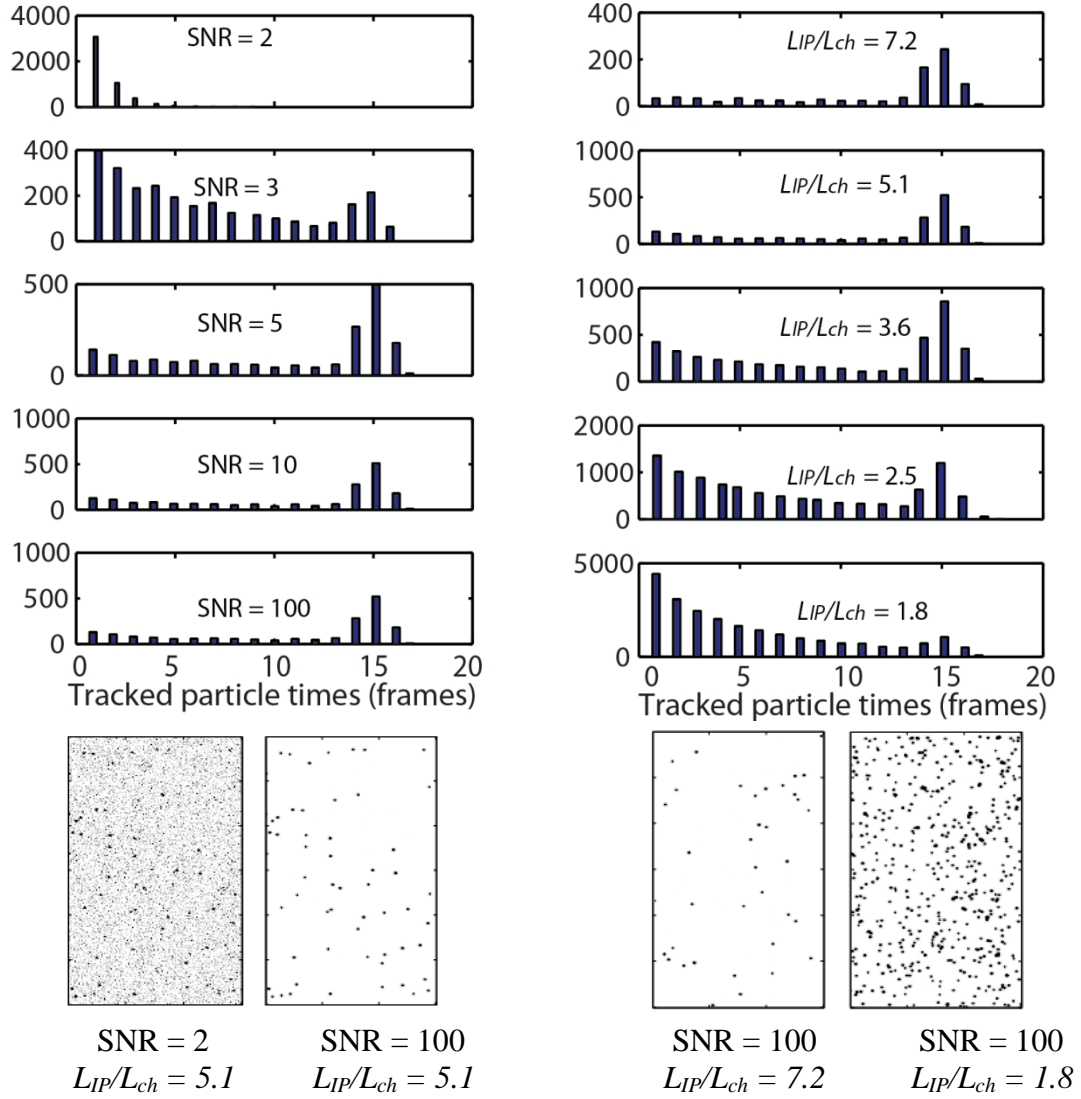 4000
2000
0
SNR = 2
400
200
0
SNR = 3
500
0
SNR = 5
1000
500
0
SNR = 10
1000
500
0
SNR = 100
0 5 10 15 20
Tracked particle times (frames)
400
200
0
LIP/Lch = 7.2
1000
500
0
LIP/Lch = 5.1
1000
500
0
LIP/Lch = 3.6
2000
1000
0
LIP/Lch = 2.5
5000
0
LIP/Lch = 1.8
0 5 10 15 20
Tracked particle times (frames)
SNR = 2
LIP/Lch = 5.1
SNR = 100
LIP/Lch = 5.1
SNR = 100
LIP/Lch = 7.2
SNR = 100
LIP/Lch = 1.8